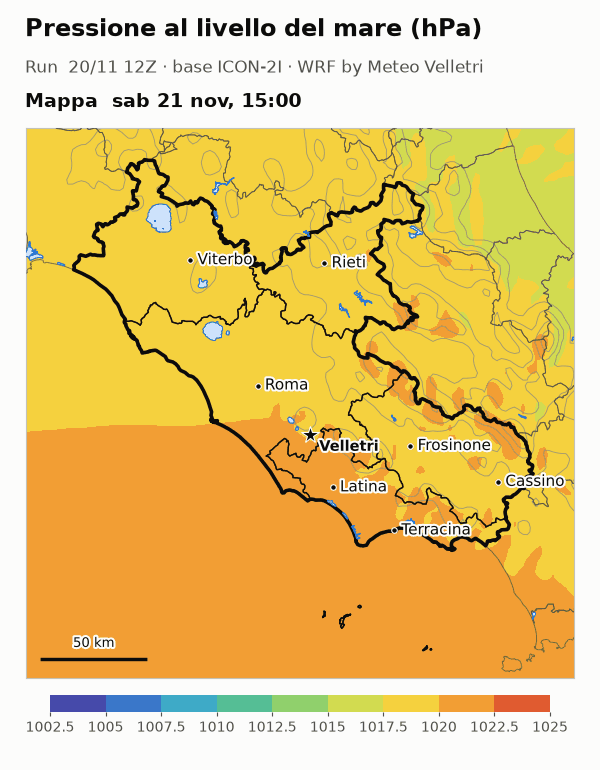 Pressione al livello del mare (hPa)
Run  20/11 12Z · base ICON-2I · WRF by Meteo Velletri
Mappa  sab 21 nov, 15:00
Viterbo
Rieti
Roma
Velletri
Frosinone
Cassino
Latina
Terracina
50 km
1002.5 1005 1007.5 1010 1012.5 1015 1017.5 1020 1022.5 1025